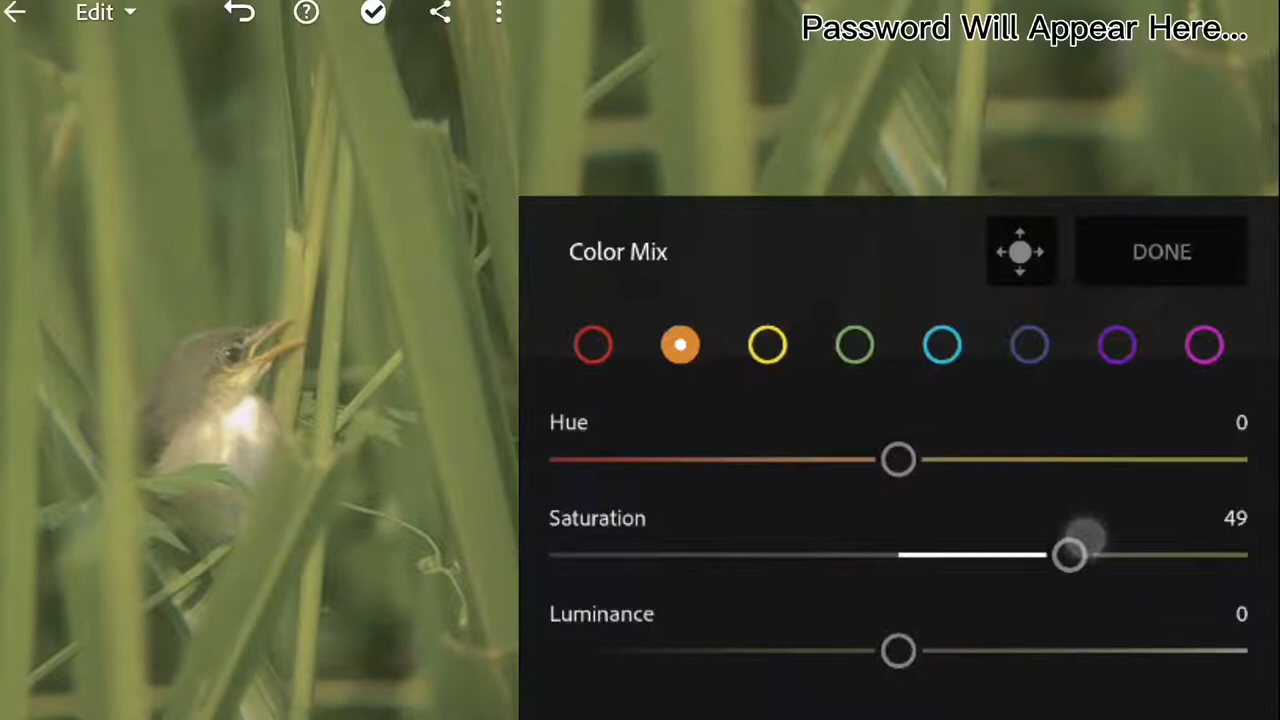 Edit
Password Will Appear Here...
Color Mix
DONE
Hue
0
Saturation
49
Luminance
0